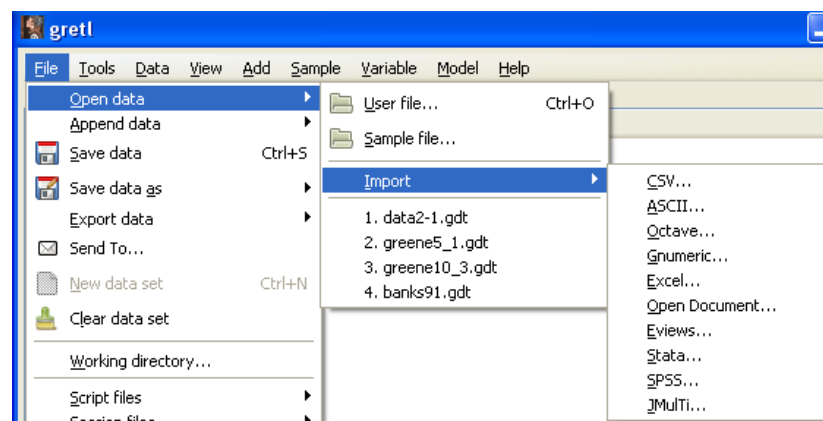 gretl
File Tools Data View Add Sample Variable Model Help
Open data
Append data
Save data Ctrl+S
Save data as
Export data
Send To...
New data set Ctrl+N
Clear data set
Working directory...
Script files
Session files
User file... Ctrl+O
Sample file...
Import
1. data2-1.gdt
2. greene5_1.gdt
3. greene10_3.gdt
4. banks91.gdt
CSV...
ASCII...
Octave...
Gnumeric...
Excel...
Open Document...
Eviews...
Stata...
SPSS...
JMulTi...